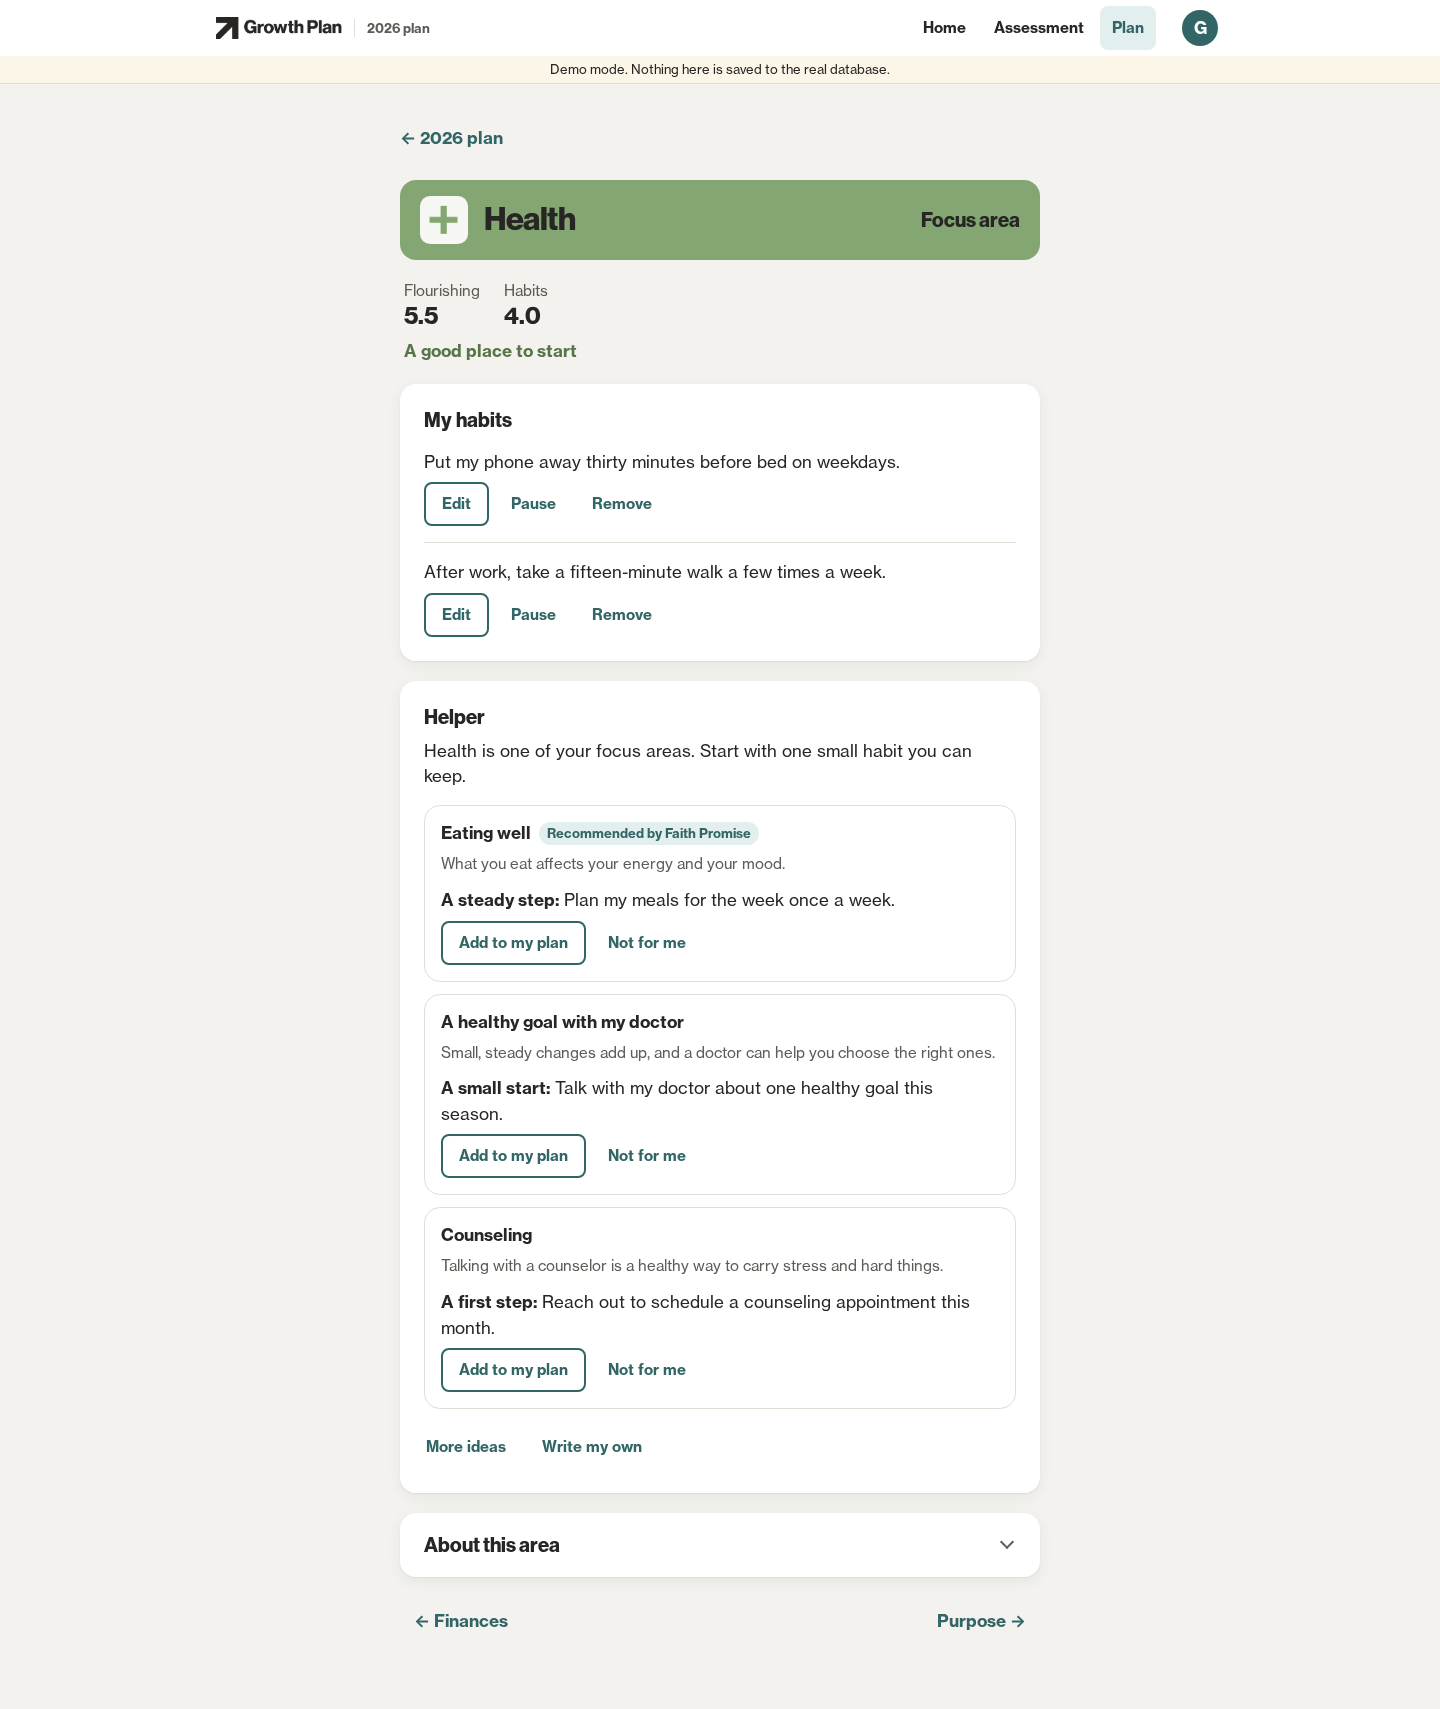 Growth Plan
2026 plan
Home
Assessment
Plan
G
Demo mode. Nothing here is saved to the real database.
← 2026 plan
Health
Focus area
Flourishing
Habits
5.5
4.0
A good place to start
My habits
Put my phone away thirty minutes before bed on weekdays.
Edit
Pause
Remove
After work, take a fifteen-minute walk a few times a week.
Edit
Pause
Remove
Helper
Health is one of your focus areas. Start with one small habit you can
keep.
Eating well
Recommended by Faith Promise
What you eat affects your energy and your mood.
A steady step: Plan my meals for the week once a week.
Add to my plan
Not for me
A healthy goal with my doctor
Small, steady changes add up, and a doctor can help you choose the right ones.
A small start: Talk with my doctor about one healthy goal this
season.
Add to my plan
Not for me
Counseling
Talking with a counselor is a healthy way to carry stress and hard things.
A first step: Reach out to schedule a counseling appointment this
month.
Add to my plan
Not for me
More ideas
Write my own
About this area
← Finances
Purpose →